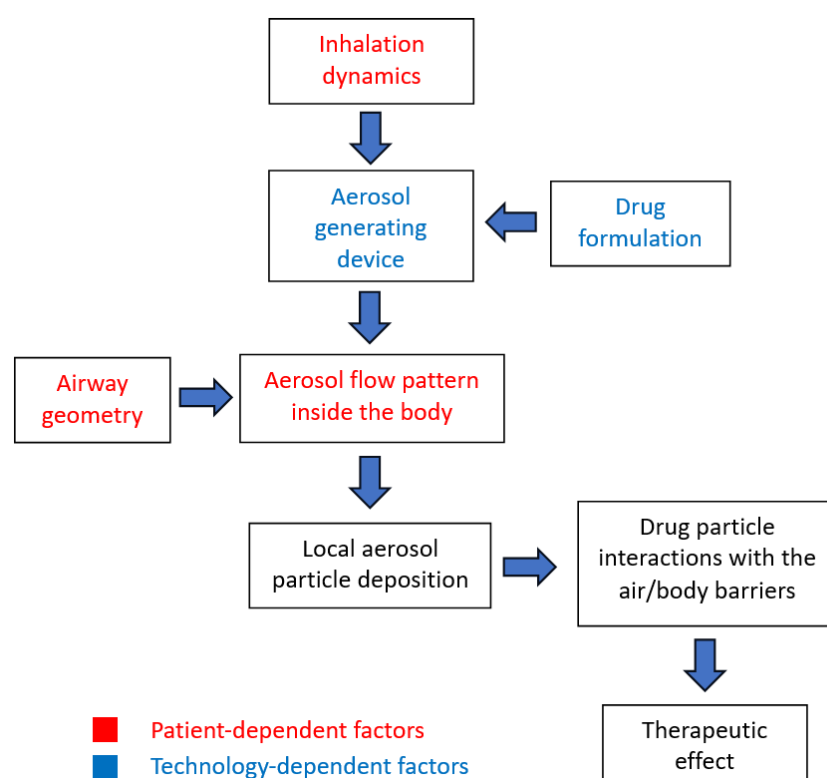 Inhalation
dynamics
Aerosol
generating
device
Drug
formulation
Airway
geometry
Aerosol flow pattern
inside the body
Local aerosol
particle deposition
Drug particle
interactions with the
air/body barriers
Therapeutic
effect
Patient-dependent factors
Technology-dependent factors